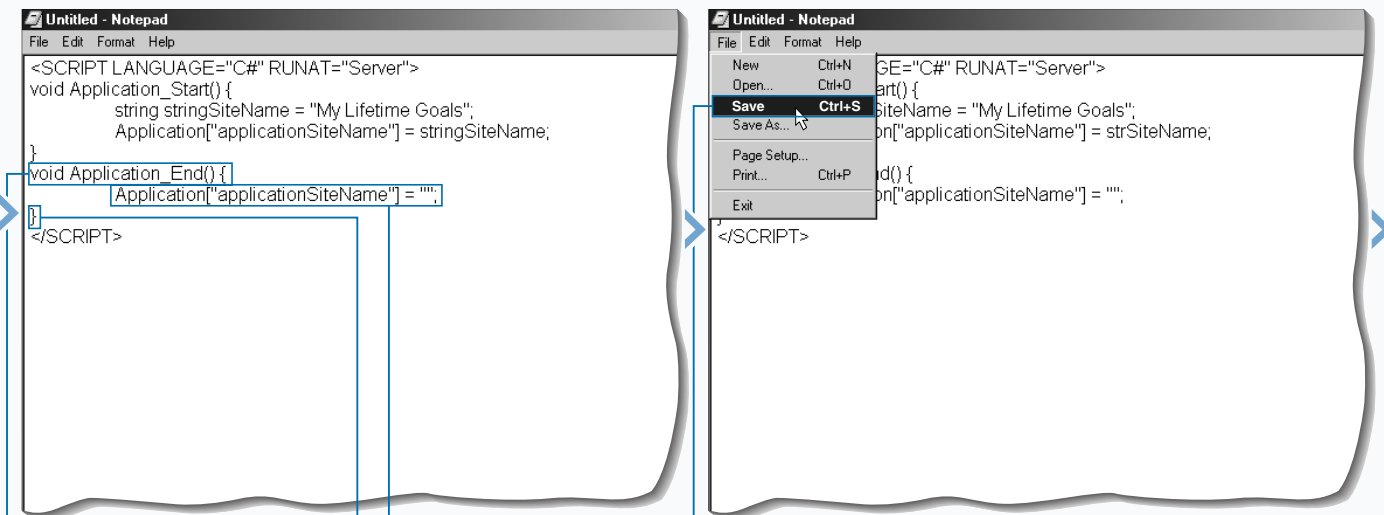 Untitled - Notepad
File Edit Format Help
<SCRIPT LANGUAGE="C#" RUNAT="Server">
void Application_Start() {
string stringSiteName = "My Lifetime Goals";
Application["applicationSiteName"] = stringSiteName;
}
void Application_End() {
Application["applicationSiteName"] = "";
}
</SCRIPT>
Untitled - Notepad
File Edit Format Help
New Ctrl+N
Open... Ctrl+O
Save Ctrl+S
Save As...
Page Setup...
Print... Ctrl+P
Exit
GE="C#" RUNAT="Server">
art() {
SiteName = "My Lifetime Goals";
on["applicationSiteName"] = strSiteName;
nd() {
on["applicationSiteName"] = "";
}
</SCRIPT>